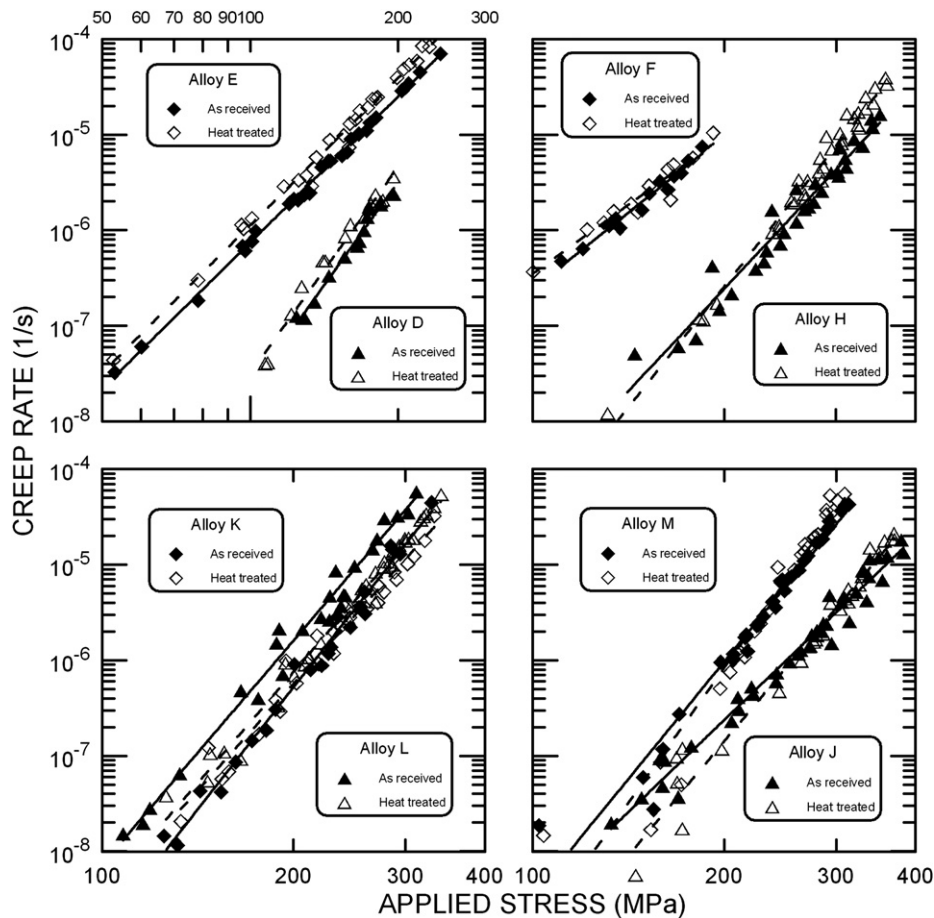 50 60 70 80 90 100 200 300
CREEP RATE (1/s)
10-4
10-5
10-6
10-7
10-8
Alloy E
As received
Heat treated
Alloy D
As received
Heat treated
Alloy F
As received
Heat treated
Alloy H
As received
Heat treated
10-4
10-5
10-6
10-7
10-8
Alloy K
As received
Heat treated
Alloy L
As received
Heat treated
Alloy M
As received
Heat treated
Alloy J
As received
Heat treated
100 200 300 400 200 300 400
APPLIED STRESS (MPa)